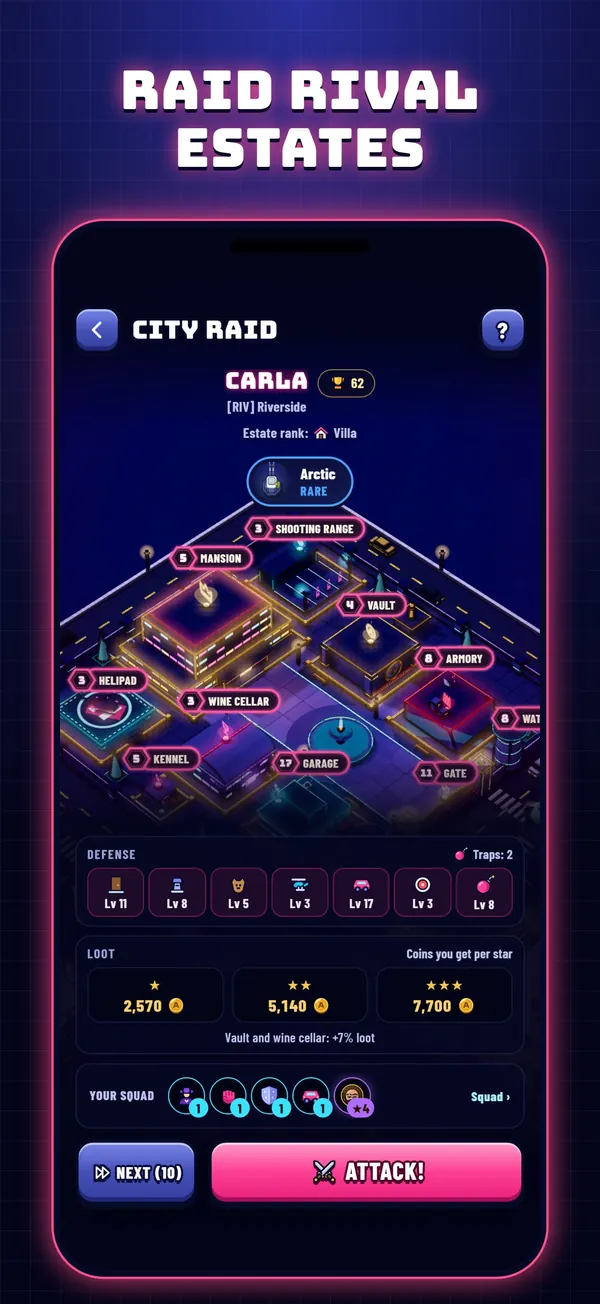 RAID RIVAL
ESTATES
CITY RAID
?
CARLA
62
[RIV] Riverside
Estate rank: Villa
Arctic
RARE
3 SHOOTING RANGE
5 MANSION
4 VAULT
8 ARMORY
3 HELIPAD
3 WINE CELLAR
8 WAT
5 KENNEL
17 GARAGE
11 GATE
DEFENSE
Traps: 2
Lv 11
Lv 8
Lv 5
Lv 3
Lv 17
Lv 3
Lv 8
LOOT
Coins you get per star
2,570 A
5,140 A
7,700 A
Vault and wine cellar: +7% loot
YOUR SQUAD
1
1
1
1
★4
Squad ›
NEXT (10)
ATTACK!